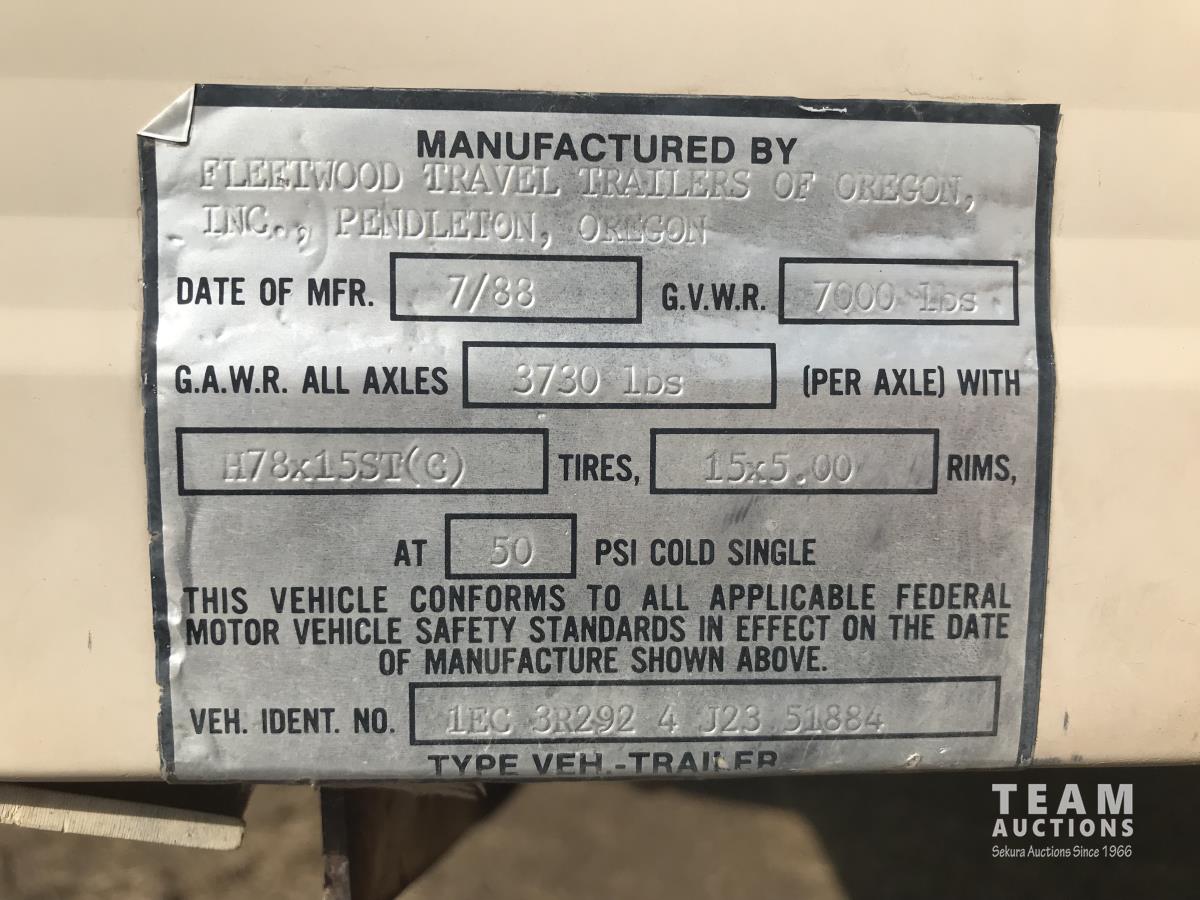 MANUFACTURED BY
FLEETWOOD TRAVEL TRAILERS OF OREGON,
INC., PENDLETON, OREGON
DATE OF MFR. 7/88 G.V.W.R. 7000 lbs
G.A.W.R. ALL AXLES 3730 lbs (PER AXLE) WITH
H78x15ST(C) TIRES, 15x5.00 RIMS,
AT 50 PSI COLD SINGLE
THIS VEHICLE CONFORMS TO ALL APPLICABLE FEDERAL
MOTOR VEHICLE SAFETY STANDARDS IN EFFECT ON THE DATE
OF MANUFACTURE SHOWN ABOVE.
VEH. IDENT. NO. 1EC 3R292 4 J23 51884
TYPE VEH.-TRAILER
TEAM
AUCTIONS
Sekura Auctions Since 1966